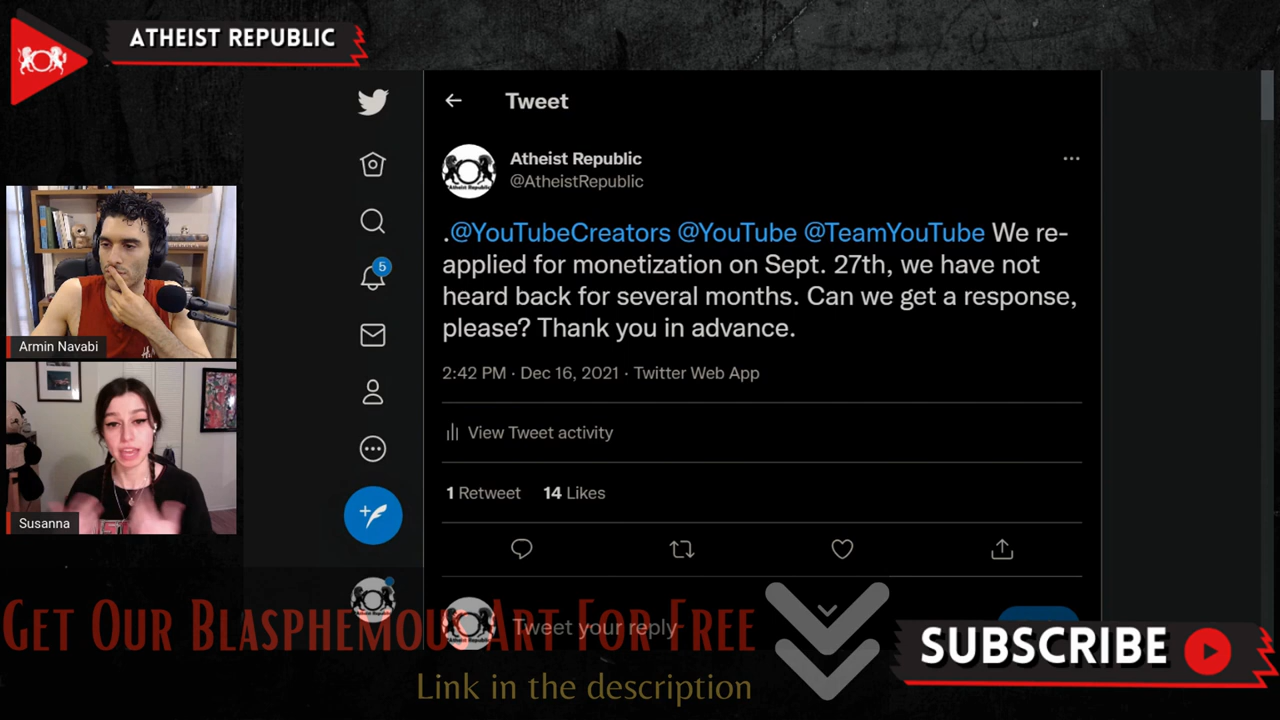 ATHEIST REPUBLIC
Tweet
Atheist Republic
@AtheistRepublic
.@YouTubeCreators @YouTube @TeamYouTube We re-
applied for monetization on Sept. 27th, we have not
heard back for several months. Can we get a response,
please? Thank you in advance.
2:42 PM · Dec 16, 2021 · Twitter Web App
View Tweet activity
1 Retweet 14 Likes
Tweet your reply
5
Armin Navabi
Susanna
GET OUR BLASPHEMOUS ART FOR FREE
Link in the description
SUBSCRIBE